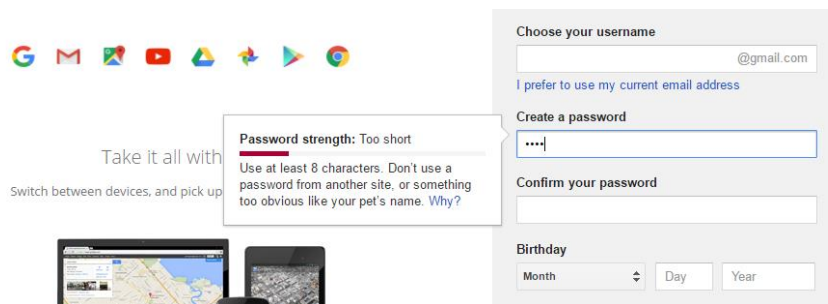 Choose your username
@gmail.com
I prefer to use my current email address
Create a password
Password strength: Too short
Use at least 8 characters. Don't use a
password from another site, or something
too obvious like your pet's name. Why?
Take it all with
Switch between devices, and pick up
Confirm your password
Birthday
Month
Day
Year